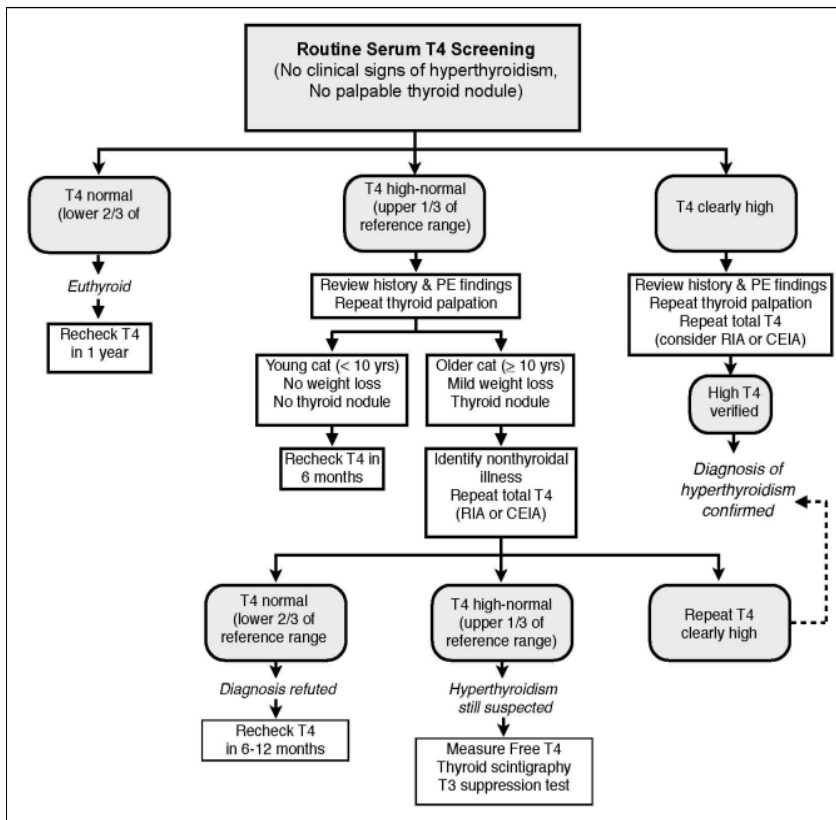 Routine Serum T4 Screening
(No clinical signs of hyperthyroidism,
No palpable thyroid nodule)
T4 normal
(lower 2/3 of
T4 high-normal
(upper 1/3 of
reference range)
T4 clearly high
Euthyroid
Recheck T4
in 1 year
Review history & PE findings
Repeat thyroid palpation
Review history & PE findings
Repeat thyroid palpation
Repeat total T4
(consider RIA or CEIA)
Young cat (< 10 yrs)
No weight loss
No thyroid nodule
Older cat (≥ 10 yrs)
Mild weight loss
Thyroid nodule
High T4
verified
Recheck T4 in
6 months
Identify nonthyroidal
illness
Repeat total T4
(RIA or CEIA)
Diagnosis of
hyperthyroidism
confirmed
T4 normal
(lower 2/3 of
reference range
T4 high-normal
(upper 1/3 of
reference range)
Repeat T4
clearly high
Diagnosis refuted
Hyperthyroidism
still suspected
Recheck T4
in 6-12 months
Measure Free T4
Thyroid scintigraphy
T3 suppression test